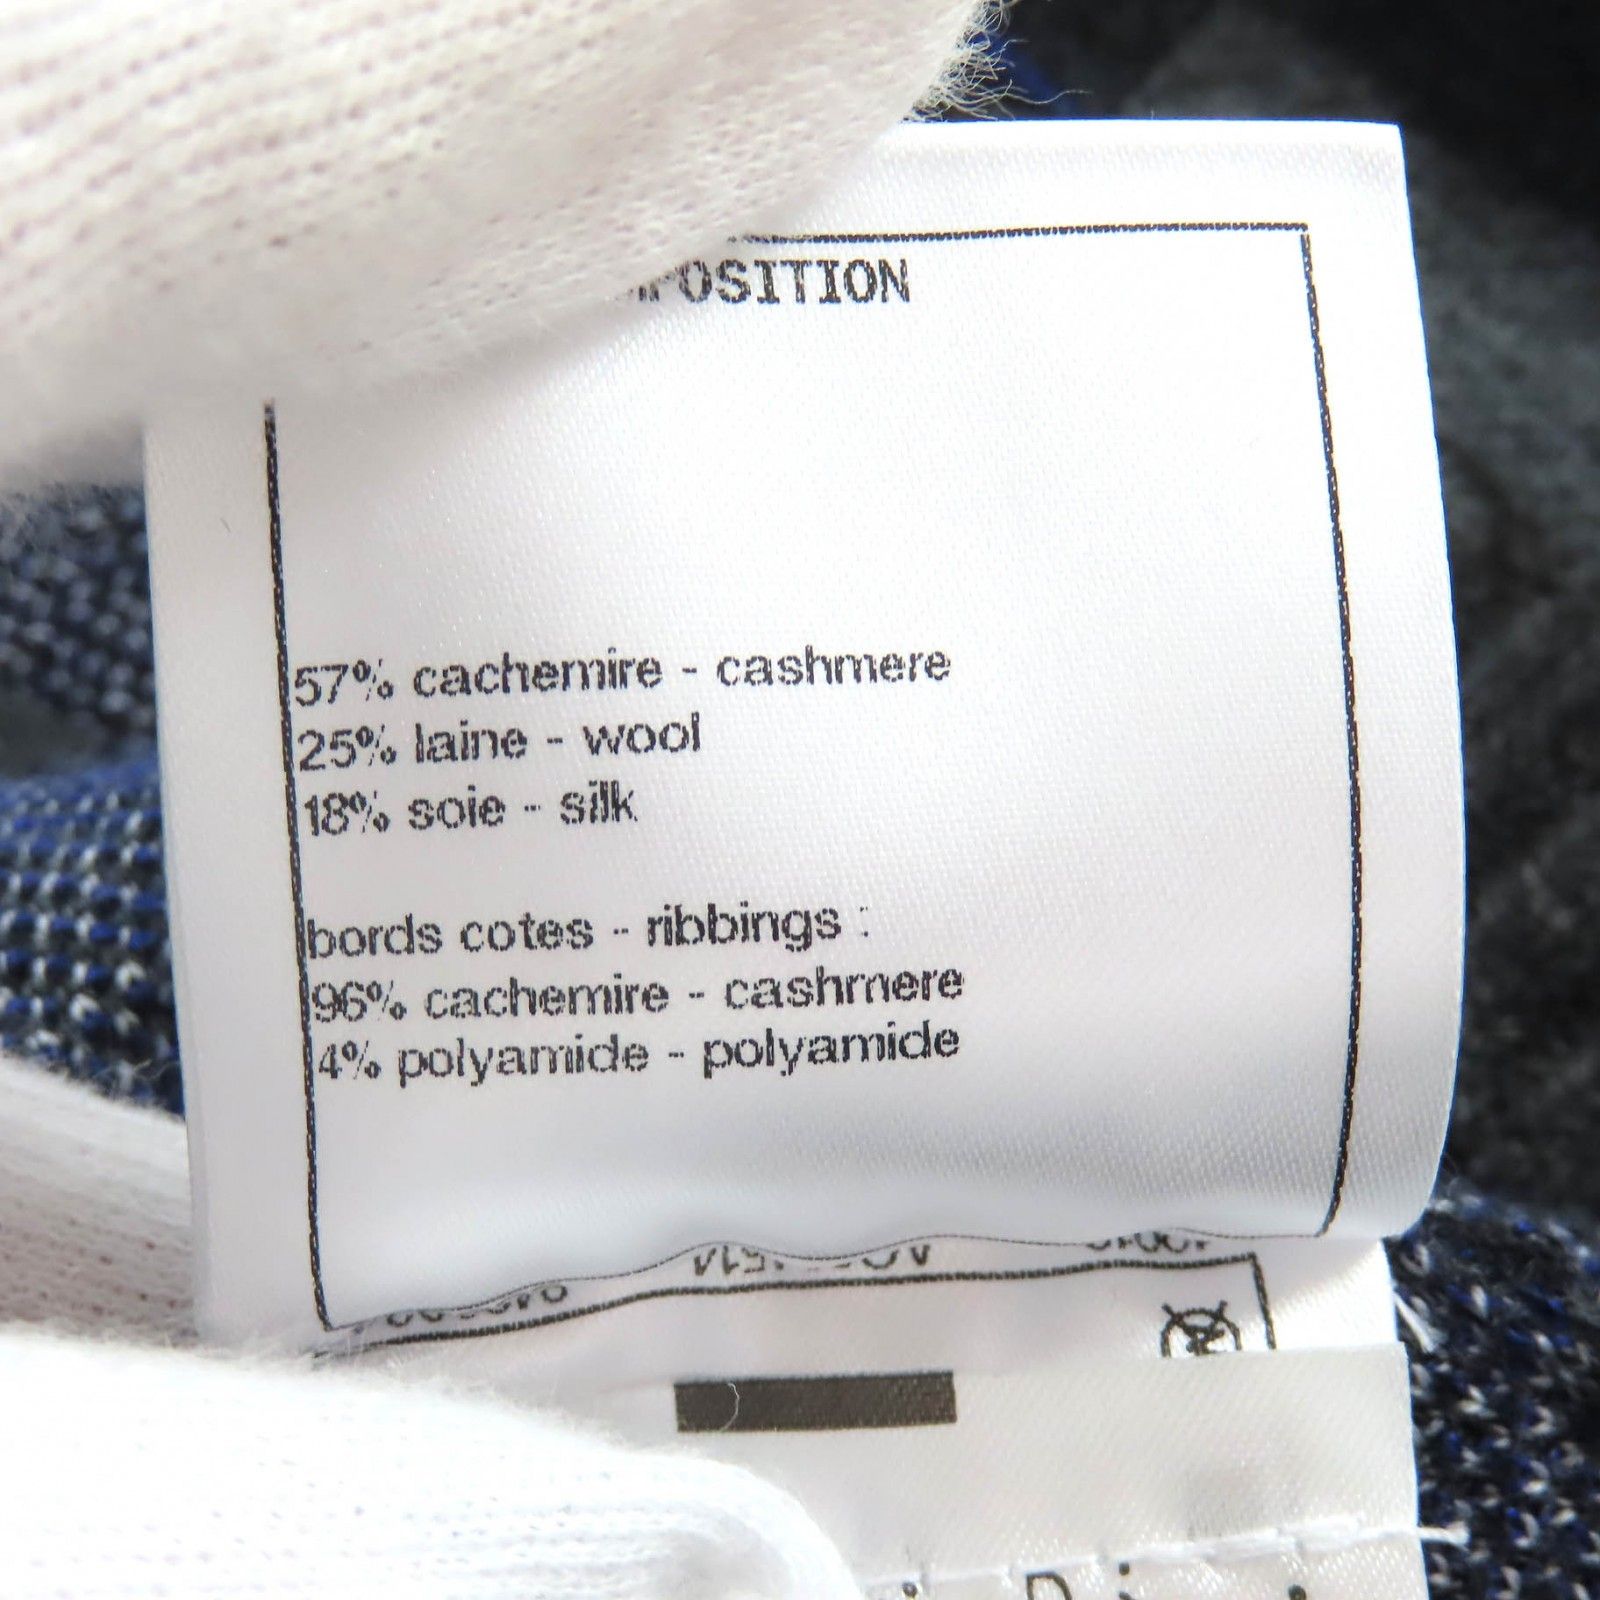 POSITION
57% cachemire - cashmere
25% laine - wool
18% soie - silk
bords cotes - ribbings :
96% cachemire - cashmere
4% polyamide - polyamide